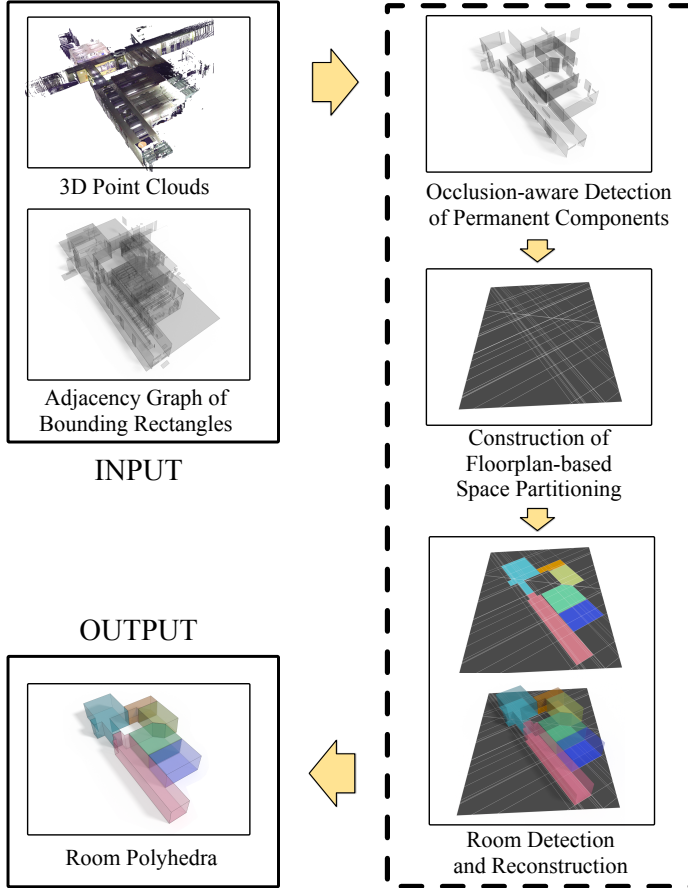 3D Point Clouds
Adjacency Graph of
Bounding Rectangles
INPUT
Occlusion-aware Detection
of Permanent Components
Construction of
Floorplan-based
Space Partitioning
Room Detection
and Reconstruction
OUTPUT
Room Polyhedra